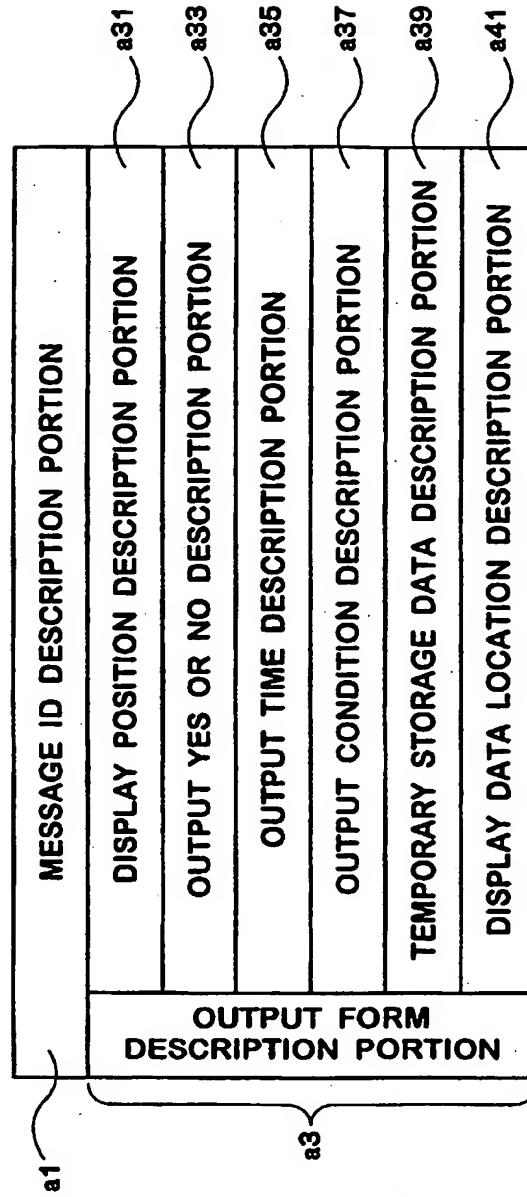 a1
MESSAGE ID DESCRIPTION PORTION
a3
OUTPUT FORM
DESCRIPTION PORTION
DISPLAY POSITION DESCRIPTION PORTION
a31
OUTPUT YES OR NO DESCRIPTION PORTION
a33
OUTPUT TIME DESCRIPTION PORTION
a35
OUTPUT CONDITION DESCRIPTION PORTION
a37
TEMPORARY STORAGE DATA DESCRIPTION PORTION
a39
DISPLAY DATA LOCATION DESCRIPTION PORTION
a41